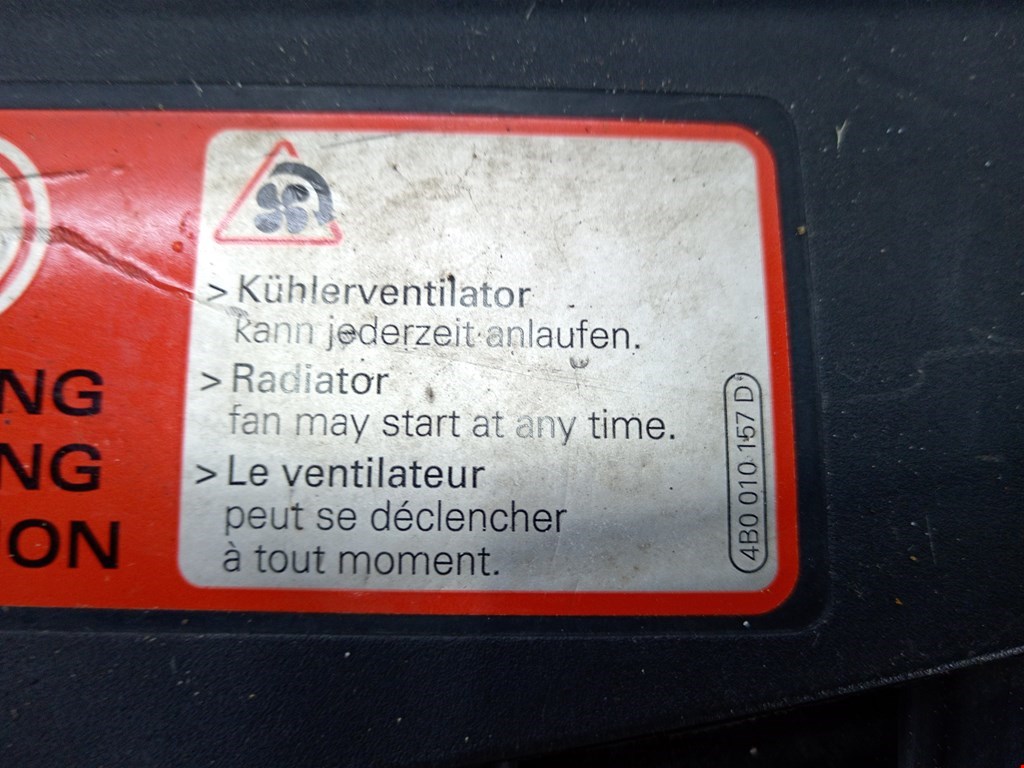 NG
NG
ION
> Kühlerventilator
kann jederzeit anlaufen.
> Radiator
fan may start at any time.
> Le ventilateur
peut se déclencher
à tout moment.
4B0 010 157 D